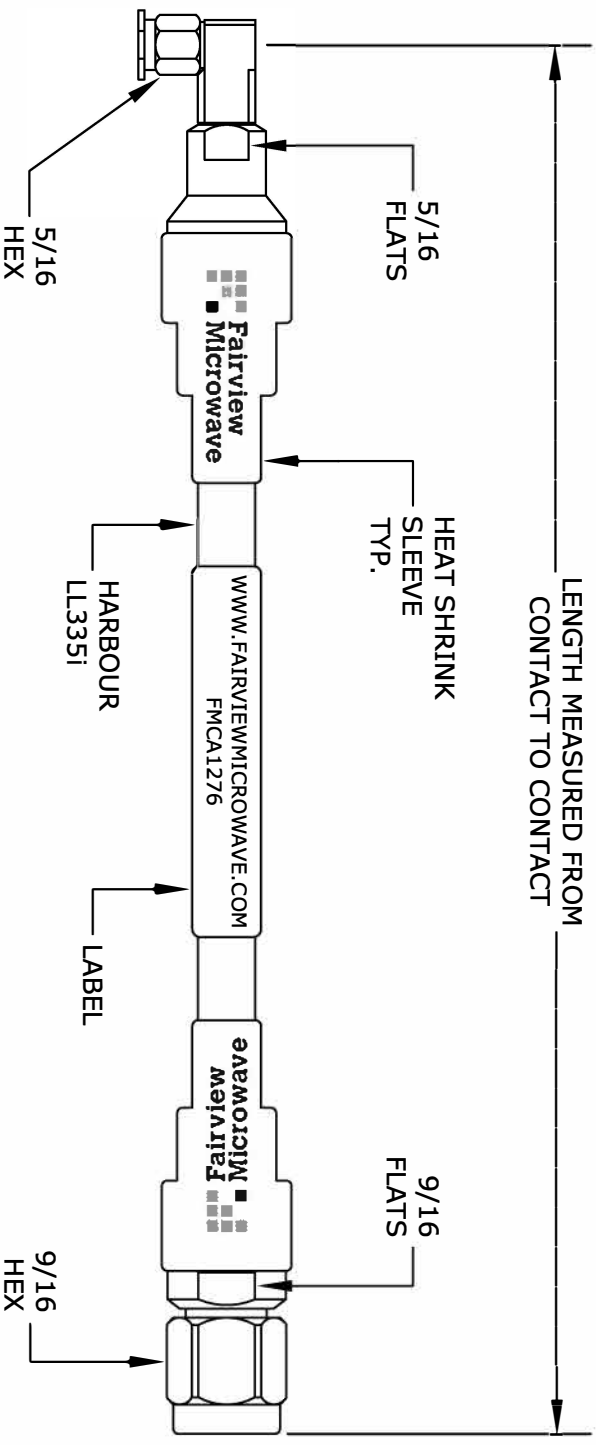 LENGTH MEASURED FROM
CONTACT TO CONTACT
5/16
FLATS
HEAT SHRINK
SLEEVE
TYP.
9/16
FLATS
Fairview
Microwave
WWW.FAIRVIEWMICROWAVE.COM
FMCA1276
Fairview
Microwave
5/16
HEX
HARBOUR
LL335i
LABEL
9/16
HEX